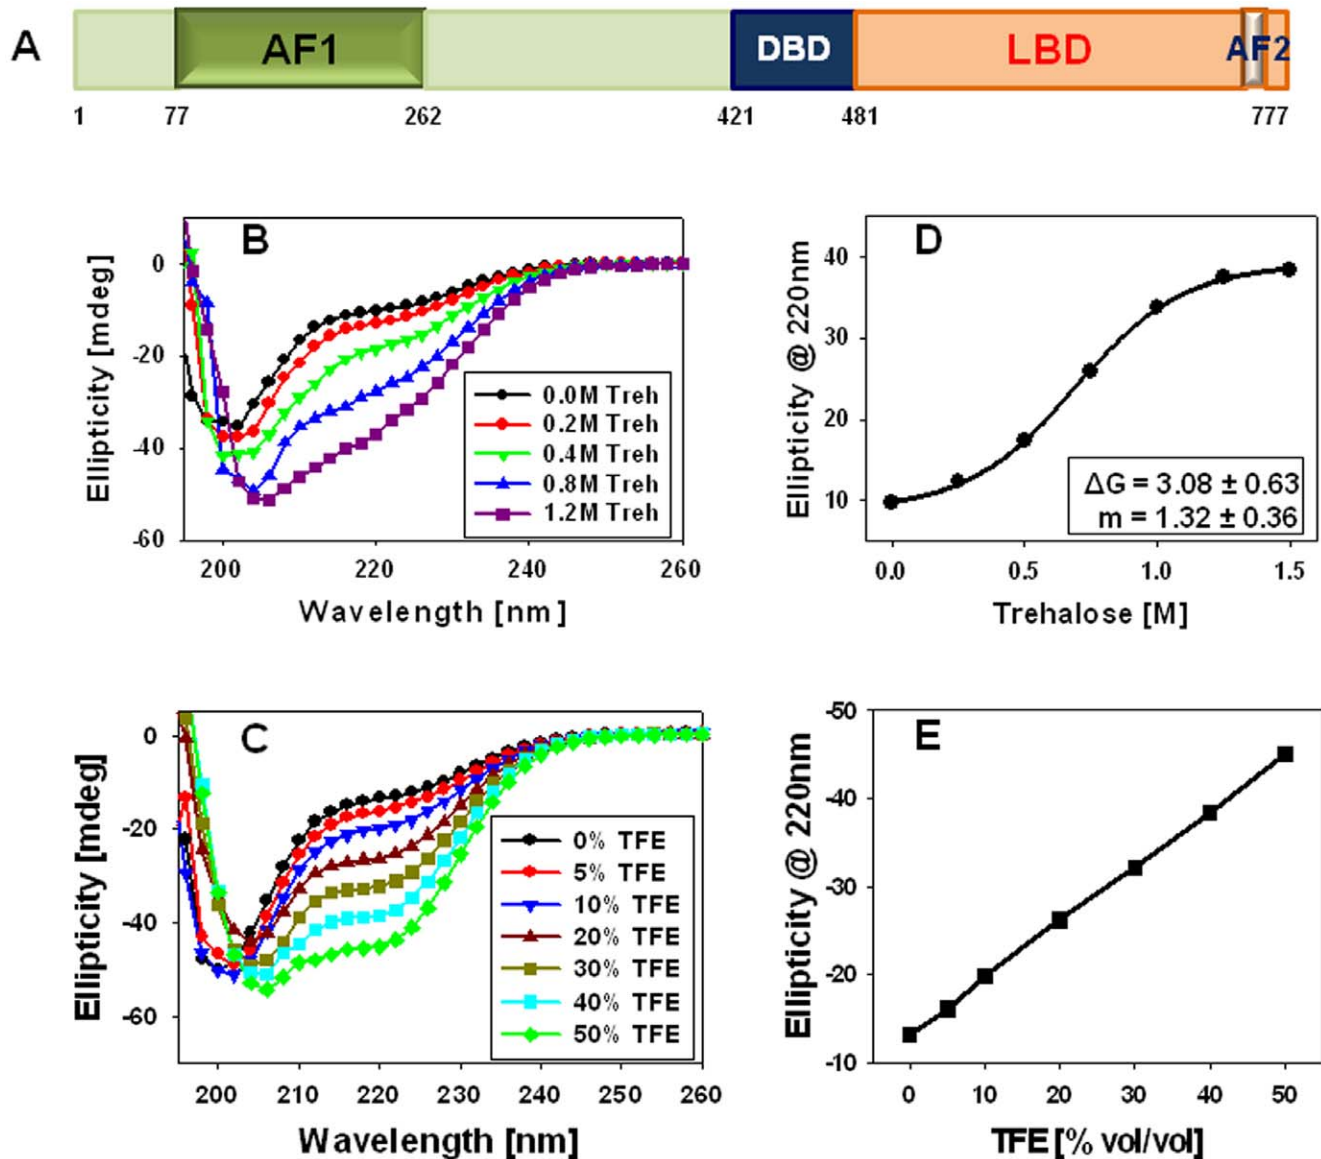 A
AF1
DBD
LBD
AF2
1
77
262
421
481
777
B
Ellipticity [mdeg]
0
-20
-40
-60
0.0M Treh
0.2M Treh
0.4M Treh
0.8M Treh
1.2M Treh
200
220
240
260
Wavelength [nm]
D
Ellipticity @ 220nm
40
30
20
10
ΔG = 3.08 ± 0.63
m = 1.32 ± 0.36
0.0
0.5
1.0
1.5
Trehalose [M]
C
Ellipticity [mdeg]
0
-20
-40
-60
0% TFE
5% TFE
10% TFE
20% TFE
30% TFE
40% TFE
50% TFE
200
210
220
230
240
250
260
Wavelength [nm]
E
Ellipticity @ 220nm
-50
-40
-30
-20
-10
0
10
20
30
40
50
TFE [% vol/vol]